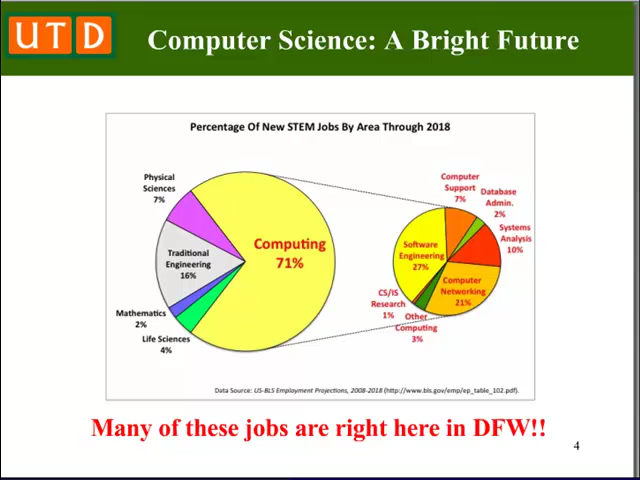 UTD
Computer Science: A Bright Future
Percentage Of New STEM Jobs By Area Through 2018
Physical
Sciences
7%
Traditional
Engineering
16%
Mathematics
2%
Life Sciences
4%
Computing
71%
Computer
Support
7%
Database
Admin.
2%
Systems
Analysis
10%
Software
Engineering
27%
Computer
Networking
21%
CS/IS
Research
1%
Other
Computing
3%
Data Source: US-BLS Employment Projections, 2008-2018 (http://www.bls.gov/emp/ep_table_102.pdf).
Many of these jobs are right here in DFW!!
4